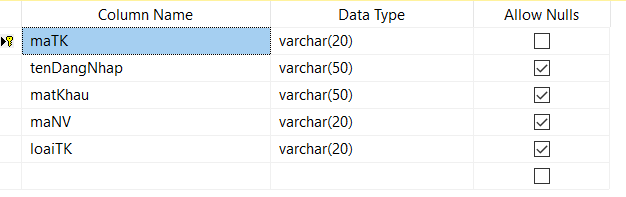 Column Name Data Type Allow Nulls
maTK varchar(20)
tenDangNhap varchar(50)
matKhau varchar(50)
maNV varchar(20)
loaiTK varchar(20)